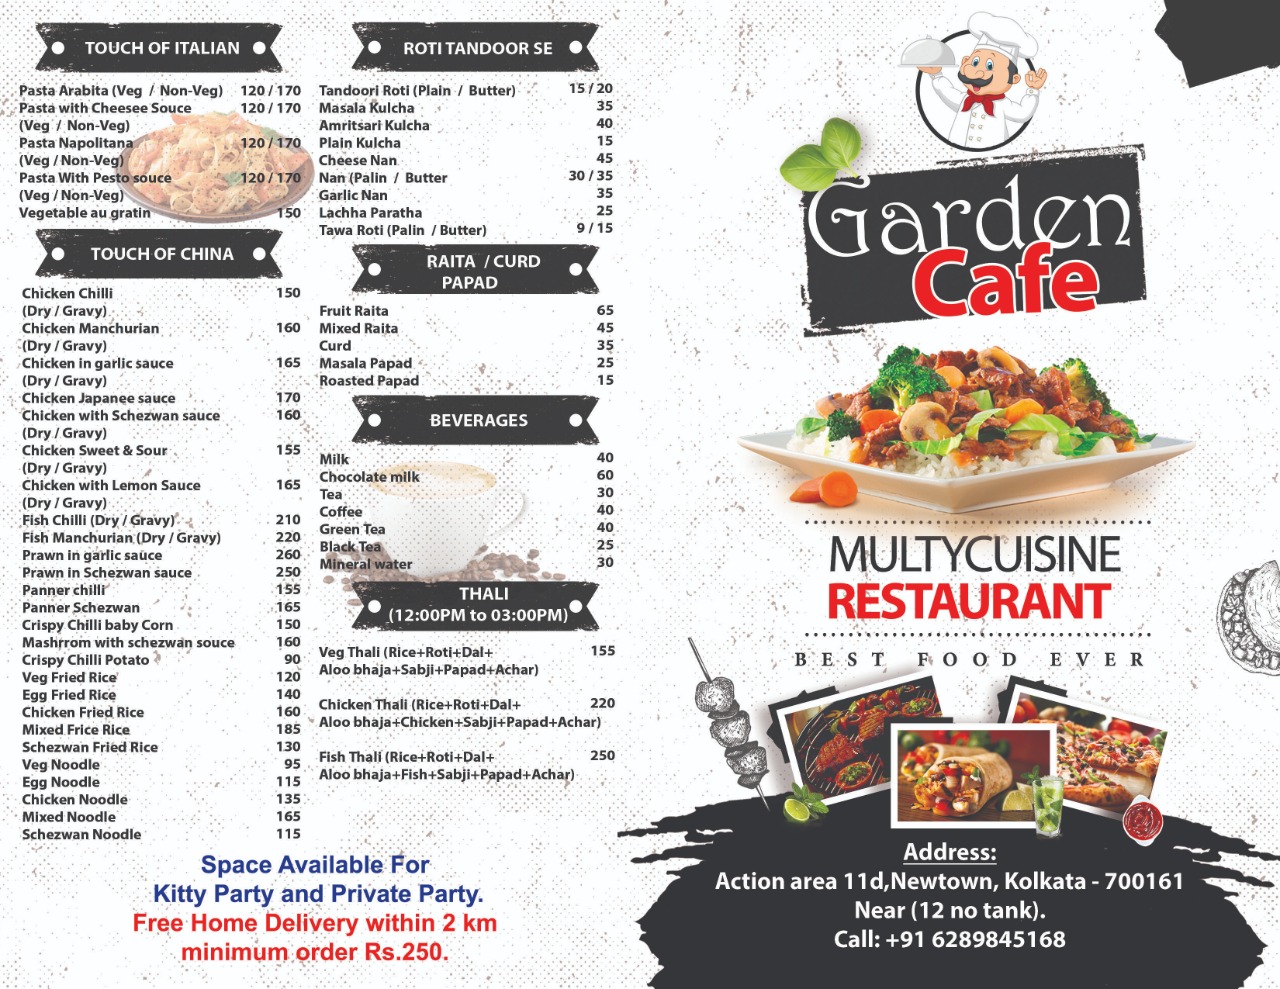 TOUCH OF ITALIAN
Pasta Arabita (Veg / Non-Veg) 120 / 170
Pasta with Cheesee Souce 120 / 170
(Veg / Non-Veg)
Pasta Napolitana 120 / 170
(Veg / Non-Veg)
Pasta With Pesto souce 120 / 170
(Veg / Non-Veg)
Vegetable au gratin 150
TOUCH OF CHINA
Chicken Chilli 150
(Dry / Gravy)
Chicken Manchurian 160
(Dry / Gravy)
Chicken in garlic sauce 165
(Dry / Gravy)
Chicken Japanee sauce 170
Chicken with Schezwan sauce 160
(Dry / Gravy)
Chicken Sweet & Sour 155
(Dry / Gravy)
Chicken with Lemon Sauce 165
(Dry / Gravy)
Fish Chilli (Dry / Gravy) 210
Fish Manchurian (Dry / Gravy) 220
Prawn in garlic sauce 260
Prawn in Schezwan sauce 250
Panner chilli 155
Panner Schezwan 165
Crispy Chilli baby Corn 150
Mashrrom with schezwan souce 160
Crispy Chilli Potato 90
Veg Fried Rice 120
Egg Fried Rice 140
Chicken Fried Rice 160
Mixed Frice Rice 185
Schezwan Fried Rice 130
Veg Noodle 95
Egg Noodle 115
Chicken Noodle 135
Mixed Noodle 165
Schezwan Noodle 115
ROTI TANDOOR SE
Tandoori Roti (Plain / Butter) 15 / 20
Masala Kulcha 35
Amritsari Kulcha 40
Plain Kulcha 15
Cheese Nan 45
Nan (Palin / Butter 30 / 35
Garlic Nan 35
Lachha Paratha 25
Tawa Roti (Palin / Butter) 9 / 15
RAITA / CURD
PAPAD
Fruit Raita 65
Mixed Raita 45
Curd 35
Masala Papad 25
Roasted Papad 15
BEVERAGES
Milk 40
Chocolate milk 60
Tea 30
Coffee 40
Green Tea 40
Black Tea 25
Mineral water 30
THALI
(12:00PM to 03:00PM)
Veg Thali (Rice+Roti+Dal+ 155
Aloo bhaja+Sabji+Papad+Achar)
Chicken Thali (Rice+Roti+Dal+ 220
Aloo bhaja+Chicken+Sabji+Papad+Achar)
Fish Thali (Rice+Roti+Dal+ 250
Aloo bhaja+Fish+Sabji+Papad+Achar)
Space Available For
Kitty Party and Private Party.
Free Home Delivery within 2 km
minimum order Rs.250.
Garden
Cafe
MULTYCUISINE
RESTAURANT
BEST FOOD EVER
Address:
Action area 11d,Newtown, Kolkata - 700161
Near (12 no tank).
Call: +91 6289845168